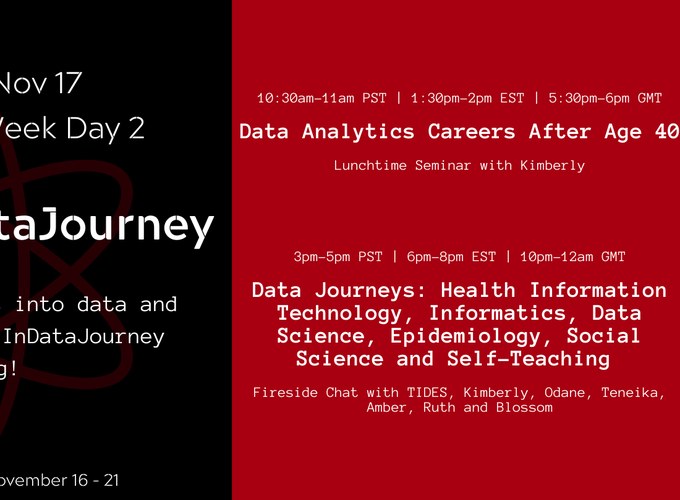 Nov 17
eek Day 2
taJourney
into data and
InDataJourney
g!
ovember 16 - 21
10:30am-11am PST | 1:30pm-2pm EST | 5:30pm-6pm GMT
Data Analytics Careers After Age 40
Lunchtime Seminar with Kimberly
3pm-5pm PST | 6pm-8pm EST | 10pm-12am GMT
Data Journeys: Health Information
Technology, Informatics, Data
Science, Epidemiology, Social
Science and Self-Teaching
Fireside Chat with TIDES, Kimberly, Odane, Teneika,
Amber, Ruth and Blossom